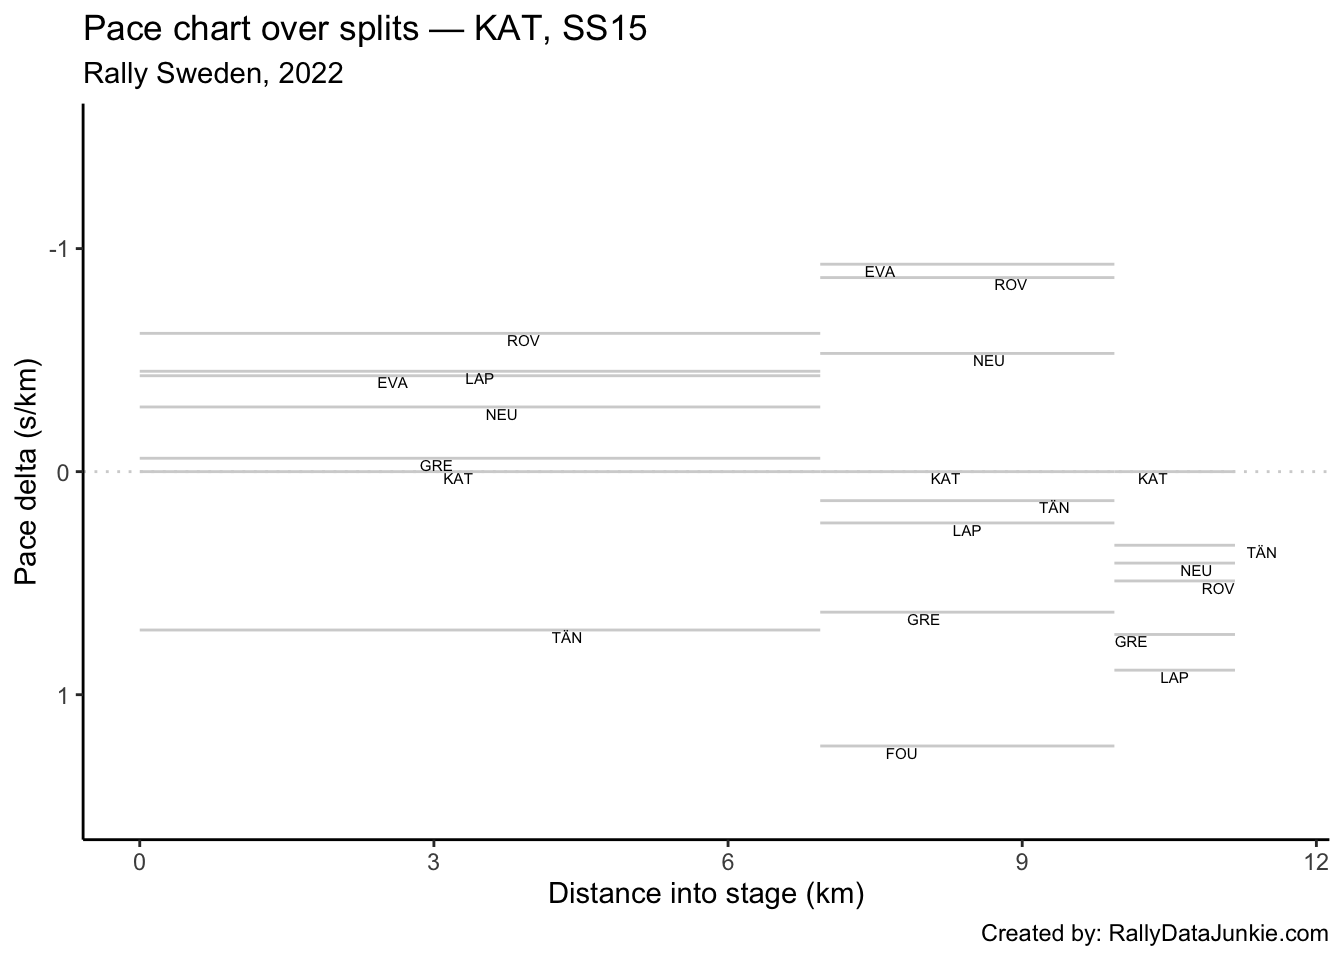 Pace chart over splits — KAT, SS15
Rally Sweden, 2022
Pace delta (s/km)
-1
0
1
EVA
ROV
ROV
NEU
LAP
EVA
NEU
GRE
KAT
KAT
KAT
TÄN
LAP
TÄN
NEU
ROV
GRE
TÄN
GRE
LAP
FOU
0
3
6
9
12
Distance into stage (km)
Created by: RallyDataJunkie.com